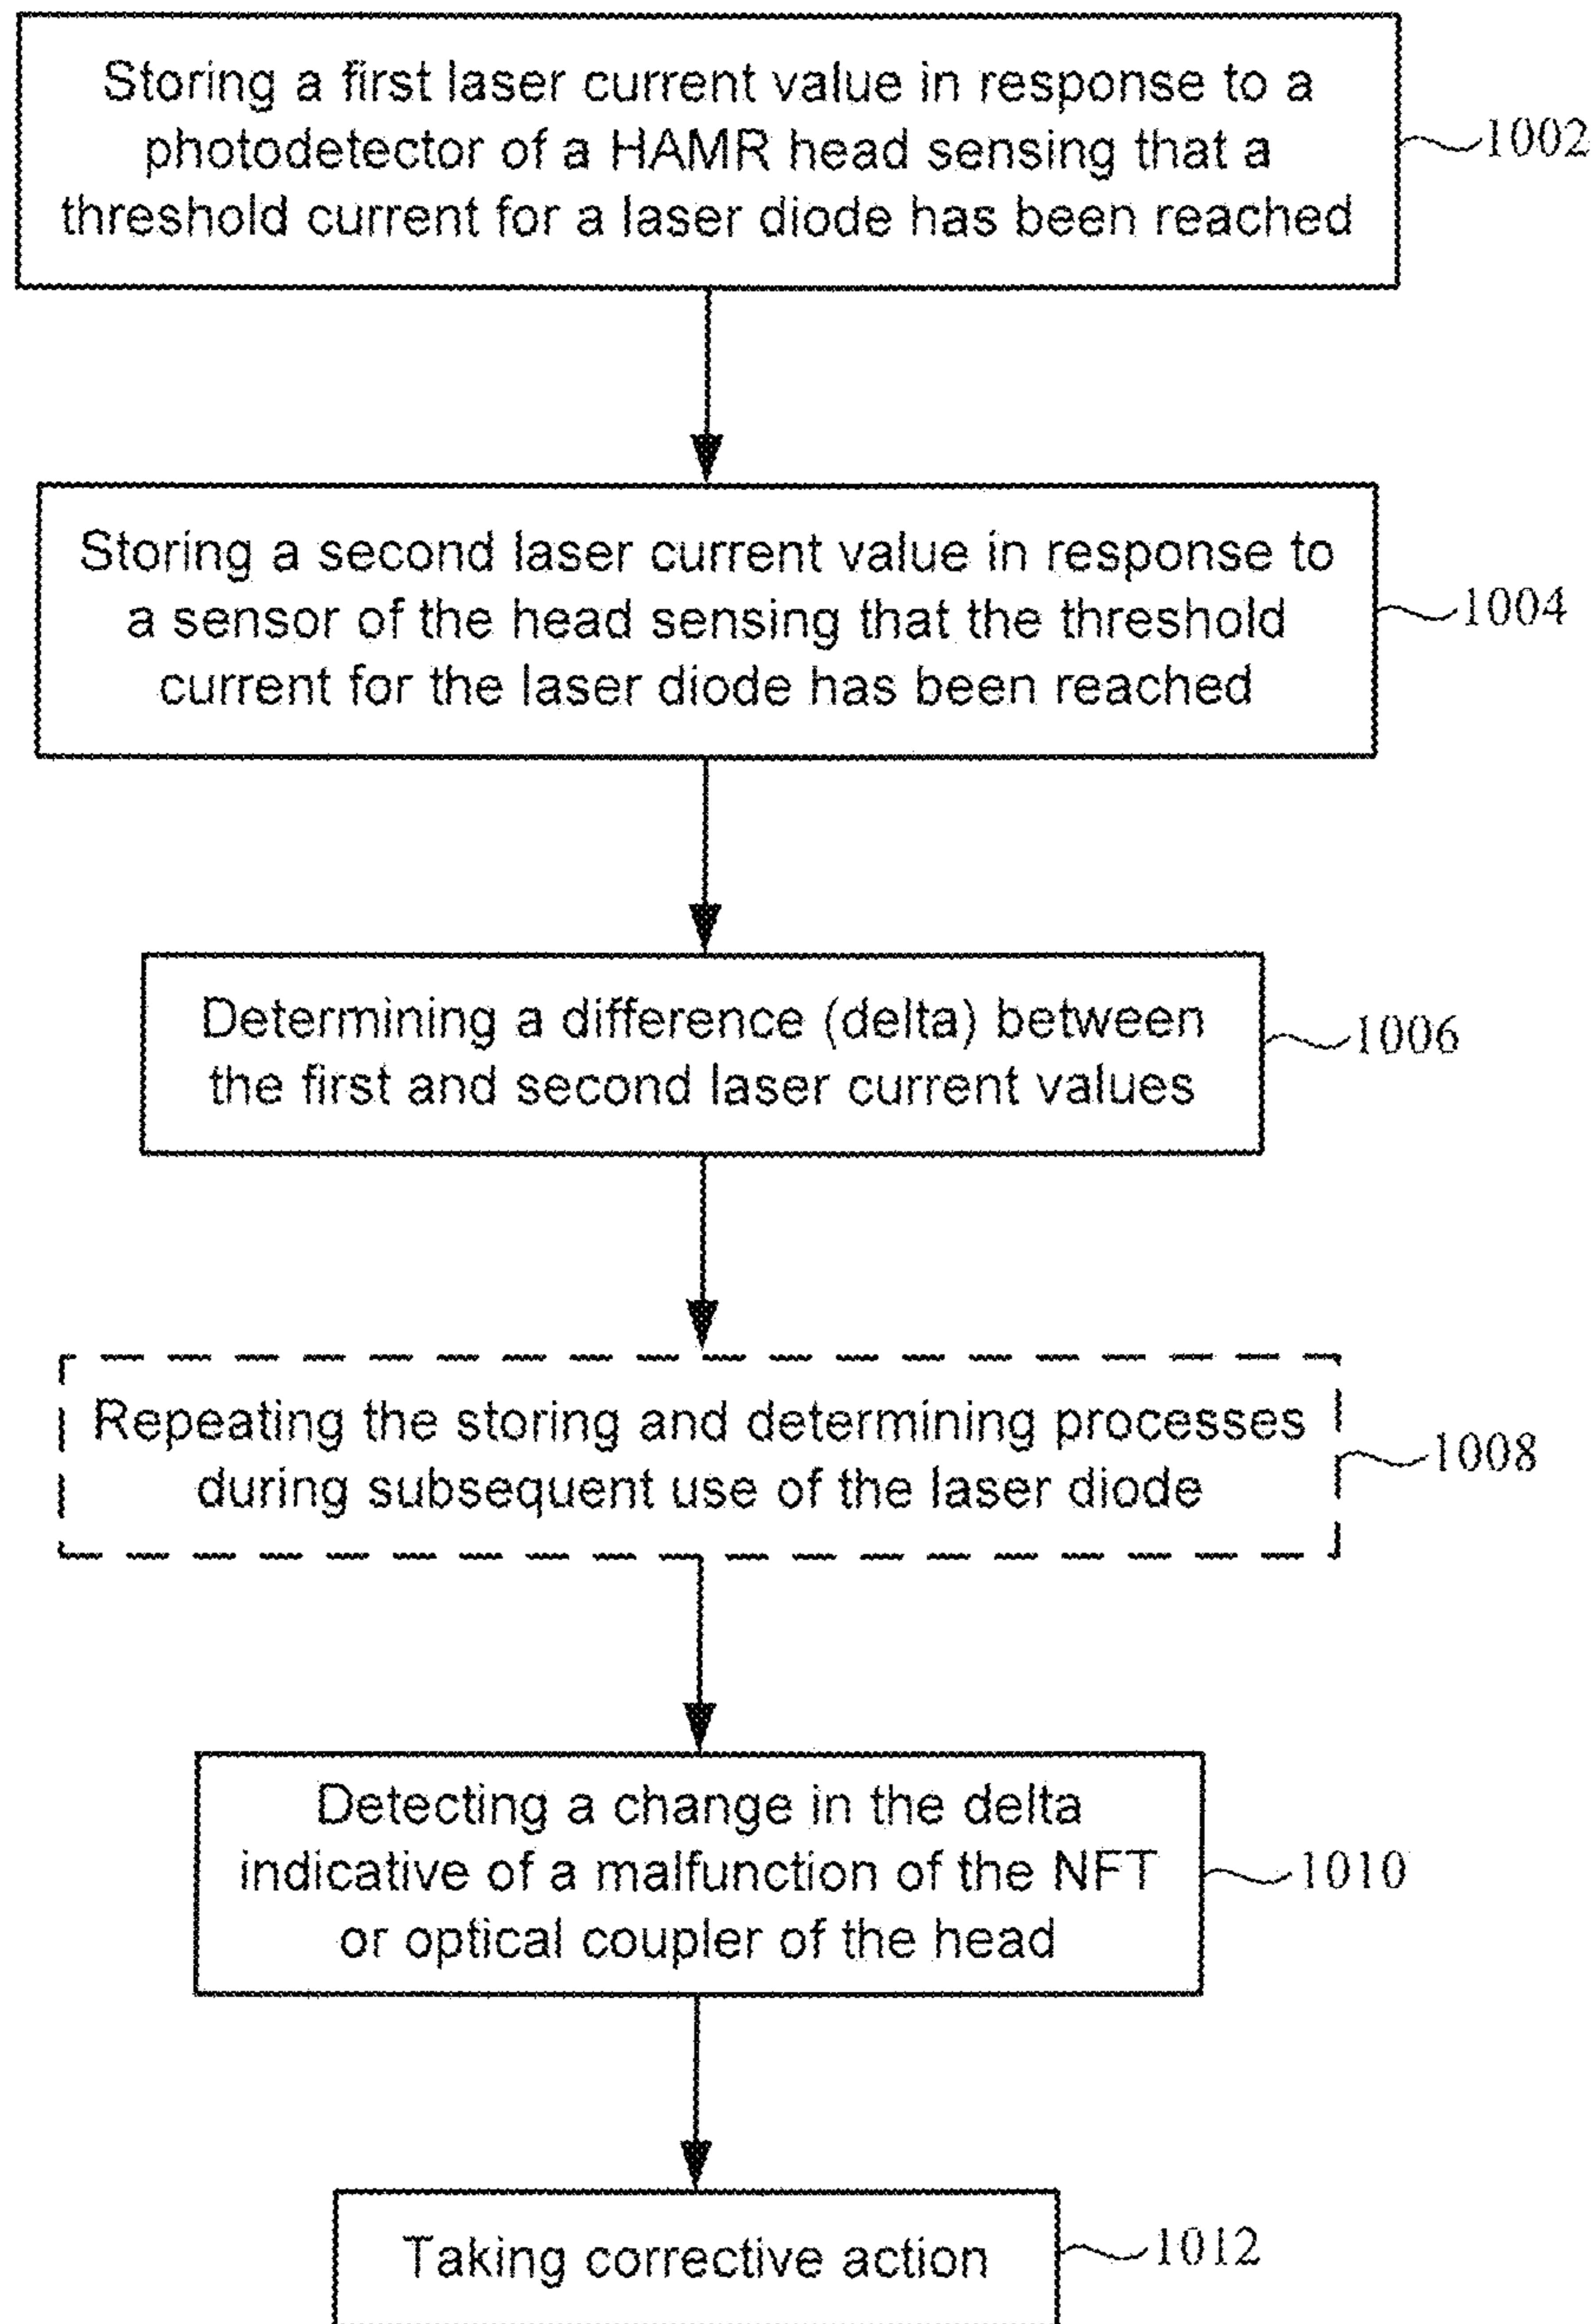 Storing a first laser current value in response to a
photodetector of a HAMR head sensing that a
threshold current for a laser diode has been reached
1002
Storing a second laser current value in response to
a sensor of the head sensing that the threshold
current for the laser diode has been reached
1004
Determining a difference (delta) between
the first and second laser current values
1006
Repeating the storing and determining processes
during subsequent use of the laser diode
1008
Detecting a change in the delta
indicative of a malfunction of the NFT
or optical coupler of the head
1010
Taking corrective action
1012